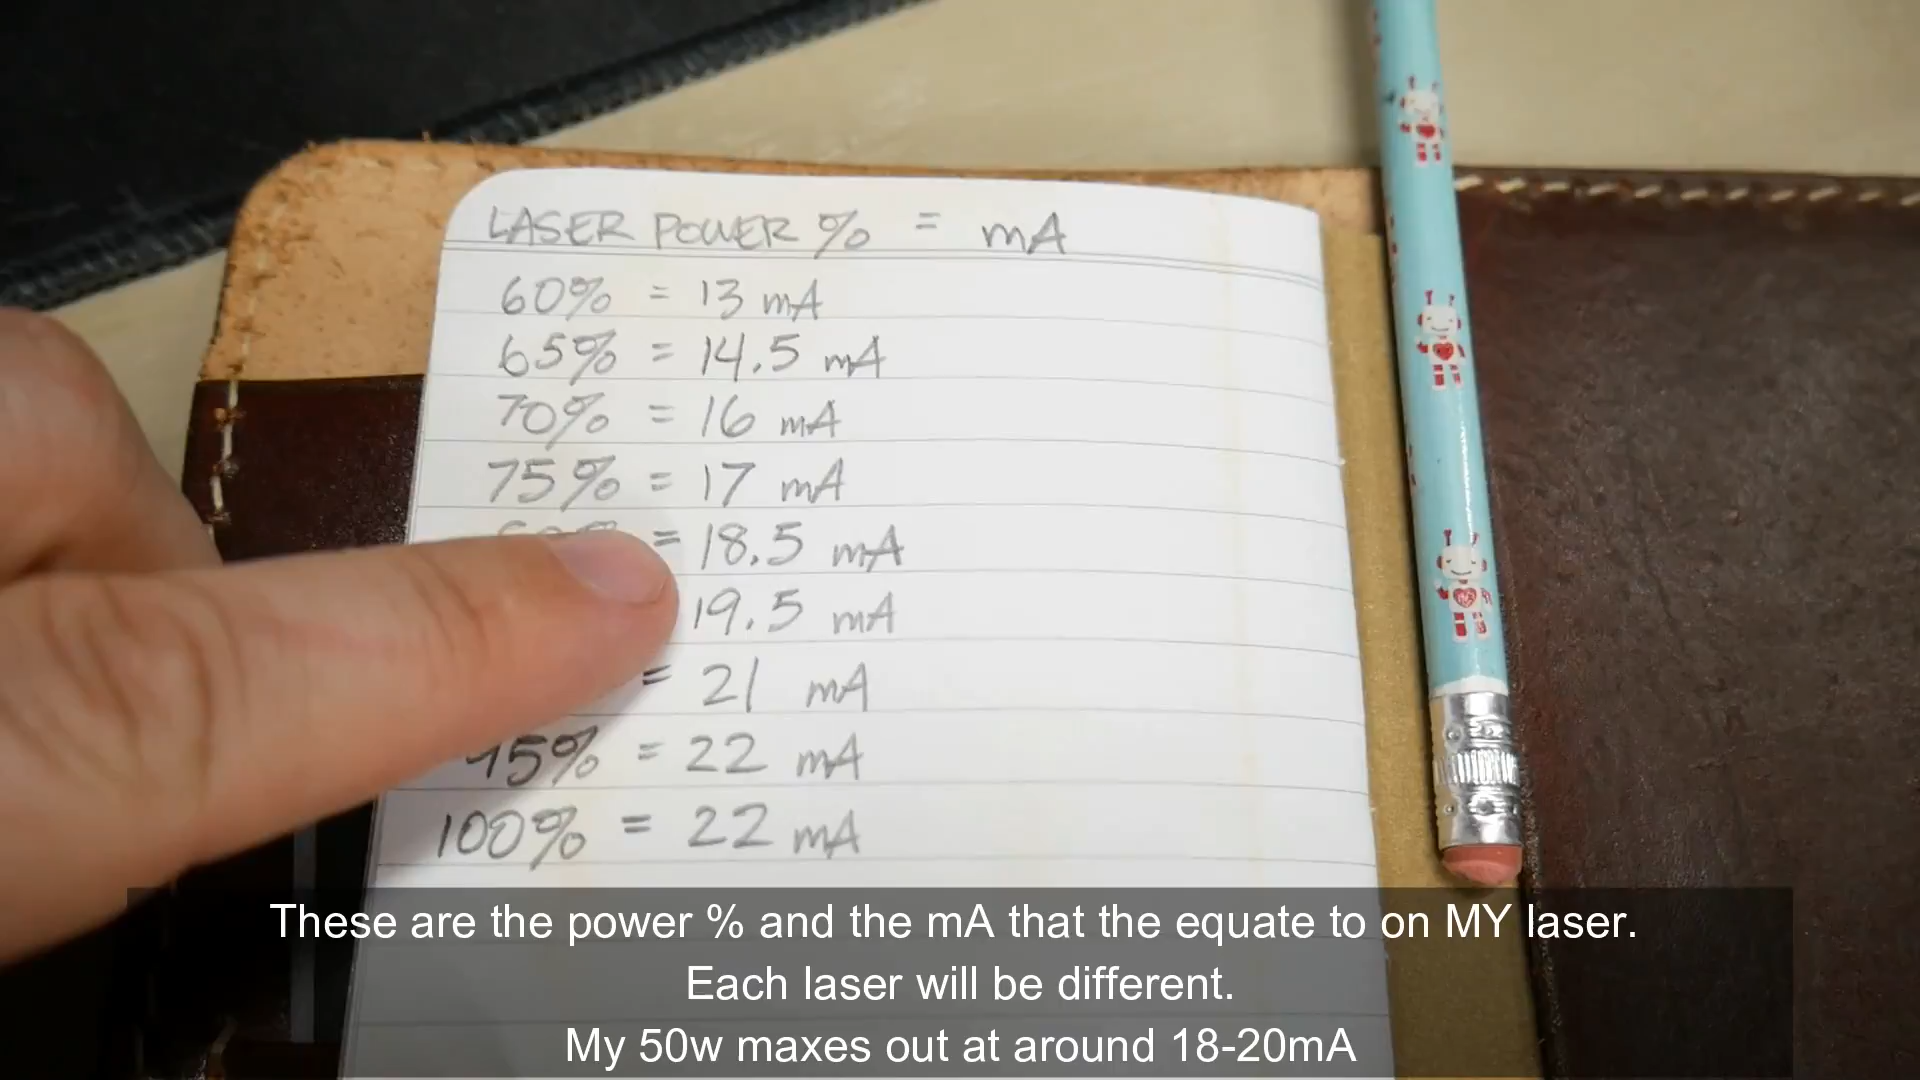 LASER POWER % = mA
60% = 13 mA
65% = 14.5 mA
70% = 16 mA
75% = 17 mA
= 18.5 mA
19.5 mA
= 21 mA
95% = 22 mA
100% = 22 mA
These are the power % and the mA that the equate to on MY laser.
Each laser will be different.
My 50w maxes out at around 18-20mA